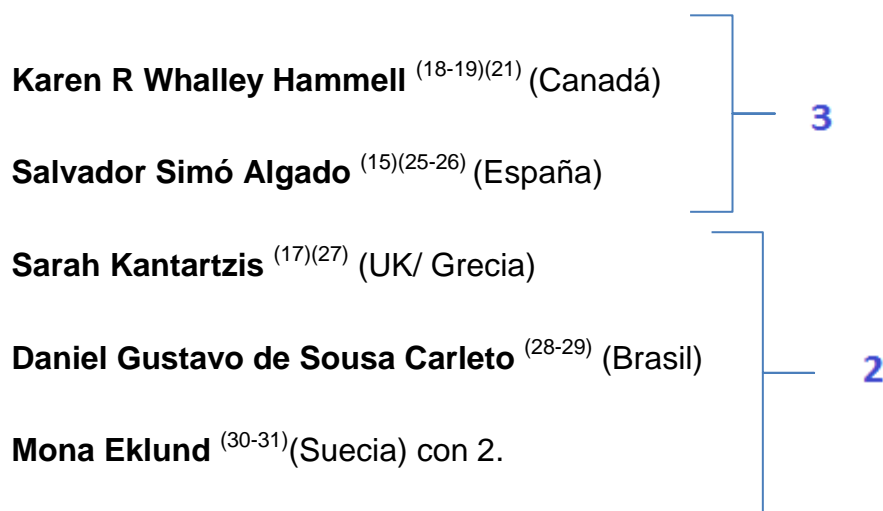 Karen R Whalley Hammell (18-19)(21) (Canadá)
3
Salvador Simó Algado (15)(25-26) (España)
Sarah Kantartzis (17)(27) (UK/ Grecia)
Daniel Gustavo de Sousa Carleto (28-29) (Brasil)
2
Mona Eklund (30-31)(Suecia) con 2.